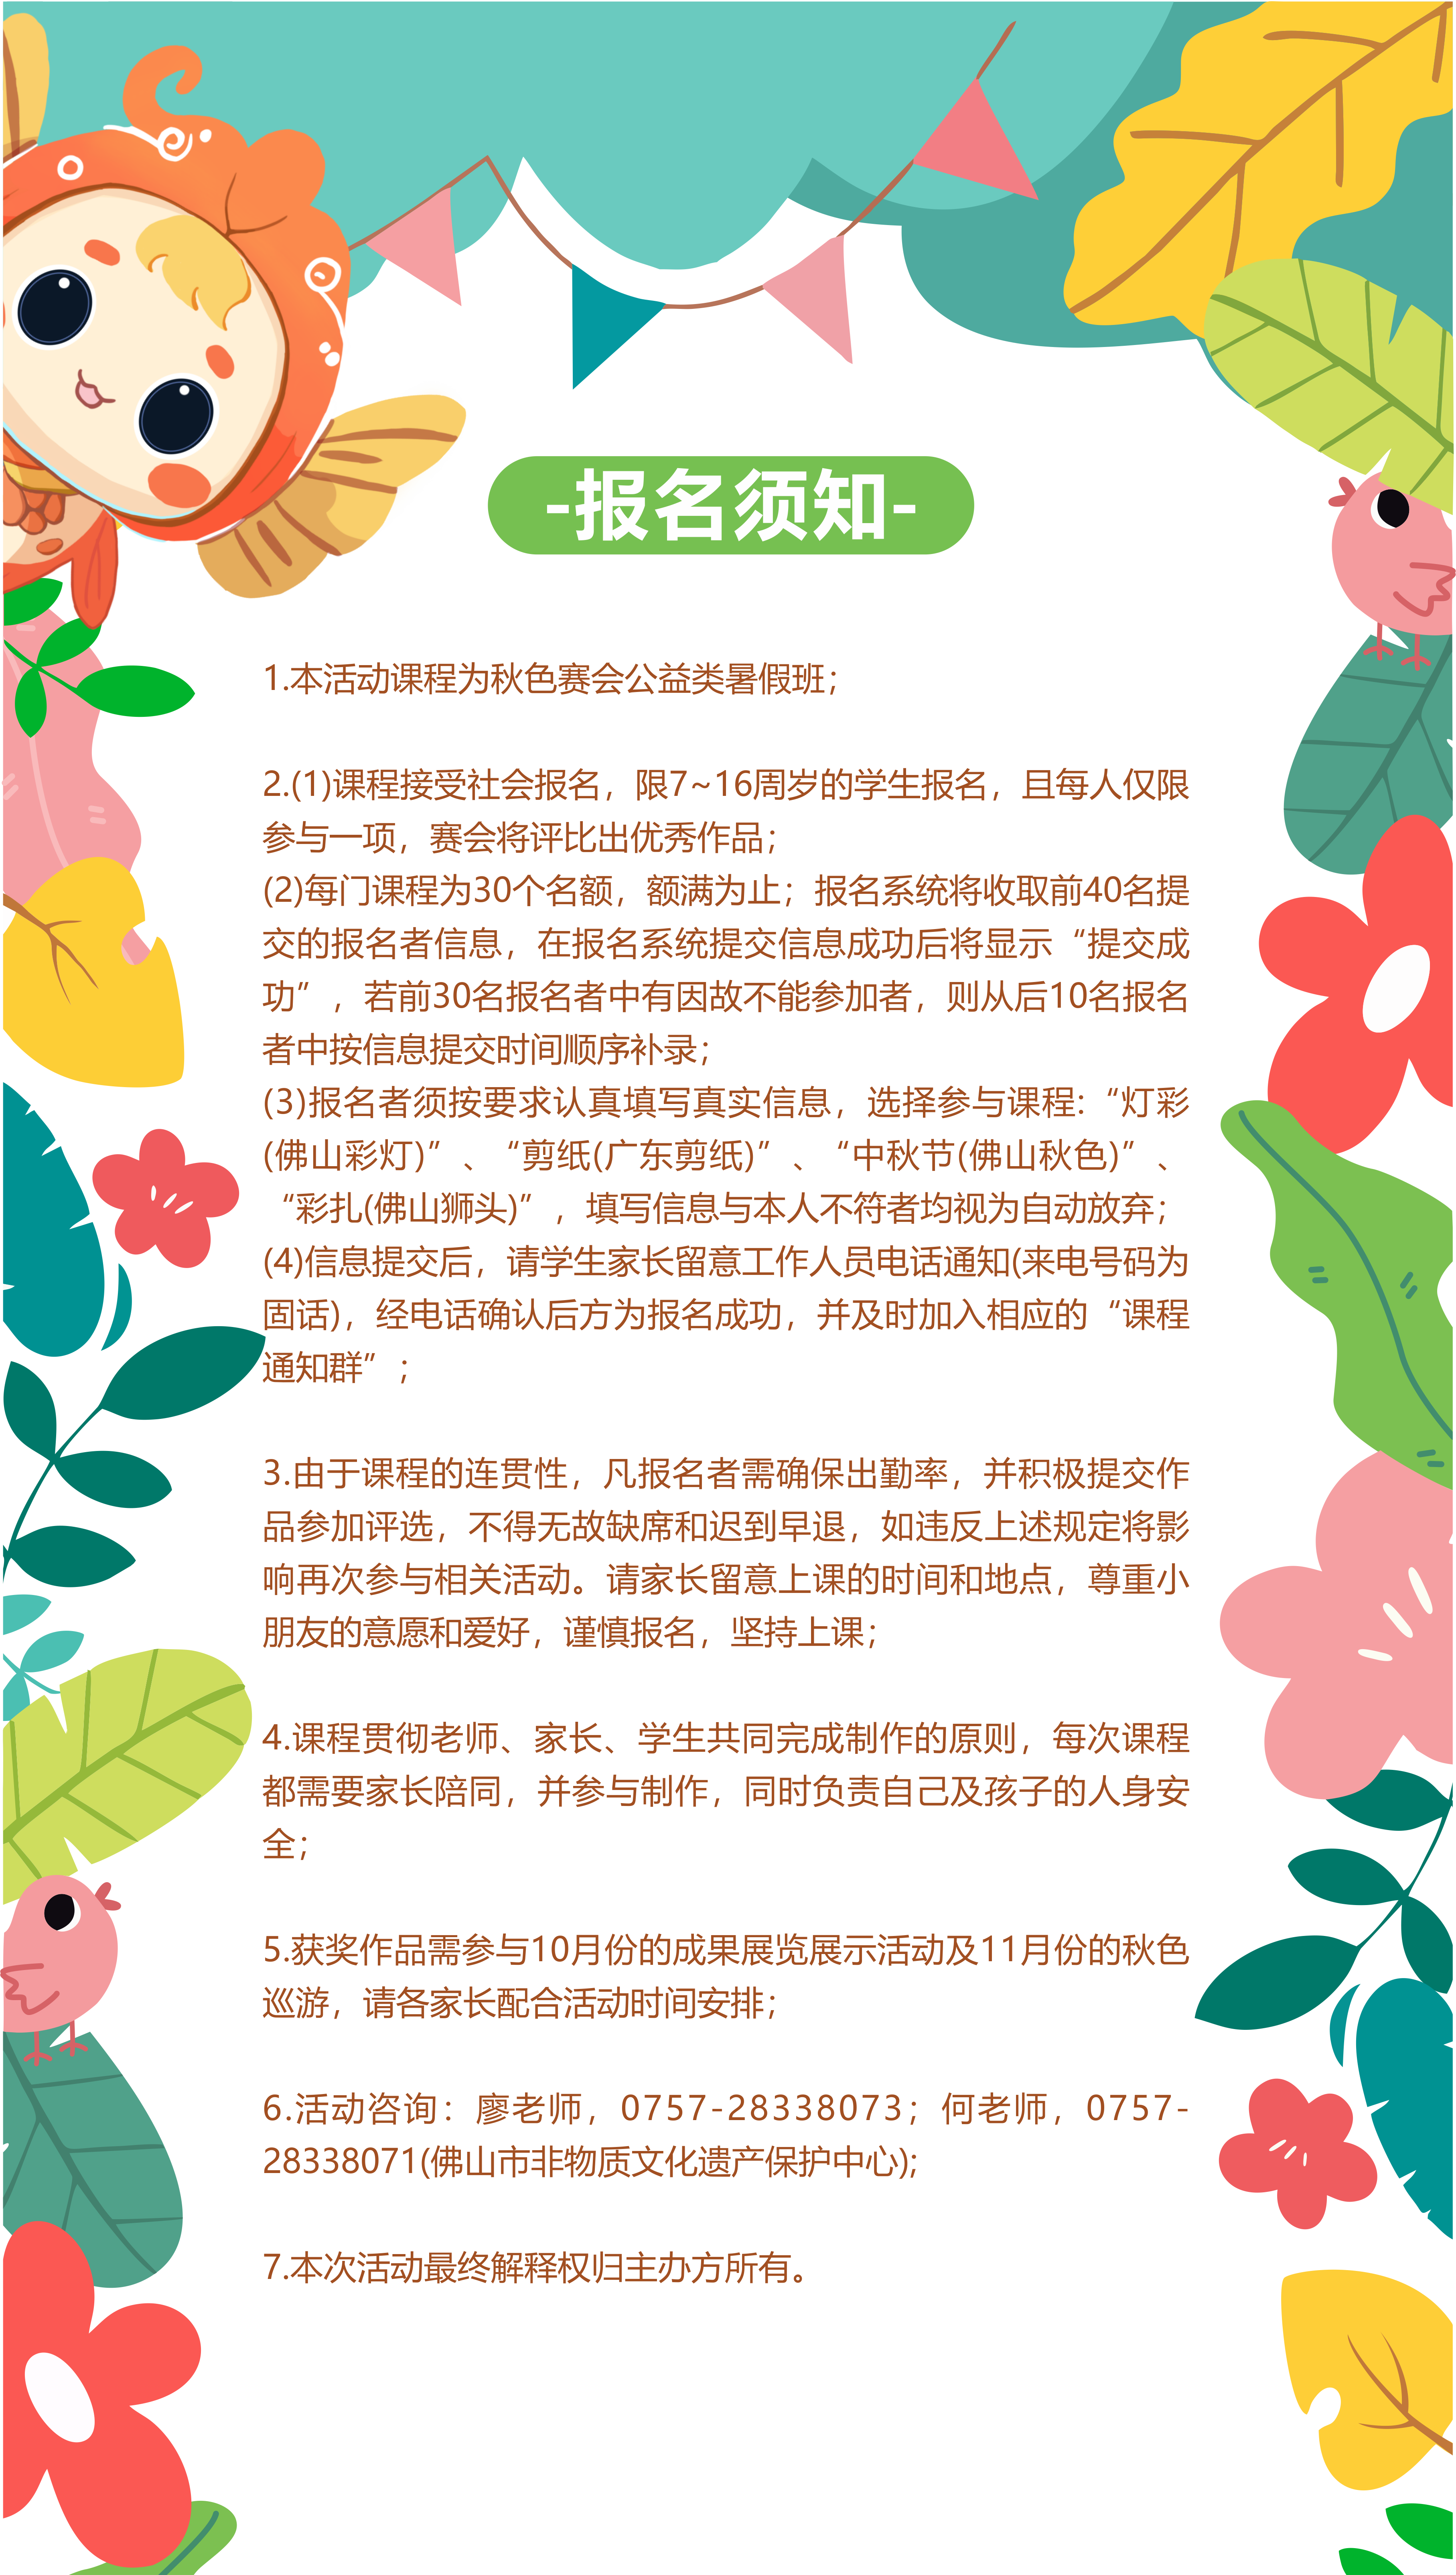 -报名须知-
1.本活动课程为秋色赛会公益类暑假班；
2.(1)课程接受社会报名，限7~16周岁的学生报名，且每人仅限
参与一项，赛会将评比出优秀作品；
(2)每门课程为30个名额，额满为止；报名系统将收取前40名提
交的报名者信息，在报名系统提交信息成功后将显示“提交成
功”，若前30名报名者中有因故不能参加者，则从后10名报名
者中按信息提交时间顺序补录；
(3)报名者须按要求认真填写真实信息，选择参与课程:“灯彩
(佛山彩灯)”、“剪纸(广东剪纸)”、“中秋节(佛山秋色)”、
“彩扎(佛山狮头)”，填写信息与本人不符者均视为自动放弃；
(4)信息提交后，请学生家长留意工作人员电话通知(来电号码为
固话)，经电话确认后方为报名成功，并及时加入相应的“课程
通知群”；
3.由于课程的连贯性，凡报名者需确保出勤率，并积极提交作
品参加评选，不得无故缺席和迟到早退，如违反上述规定将影
响再次参与相关活动。请家长留意上课的时间和地点，尊重小
朋友的意愿和爱好，谨慎报名，坚持上课；
4.课程贯彻老师、家长、学生共同完成制作的原则，每次课程
都需要家长陪同，并参与制作，同时负责自己及孩子的人身安
全；
5.获奖作品需参与10月份的成果展览展示活动及11月份的秋色
巡游，请各家长配合活动时间安排；
6.活动咨询：廖老师，0757-28338073；何老师，0757-
28338071(佛山市非物质文化遗产保护中心);
7.本次活动最终解释权归主办方所有。